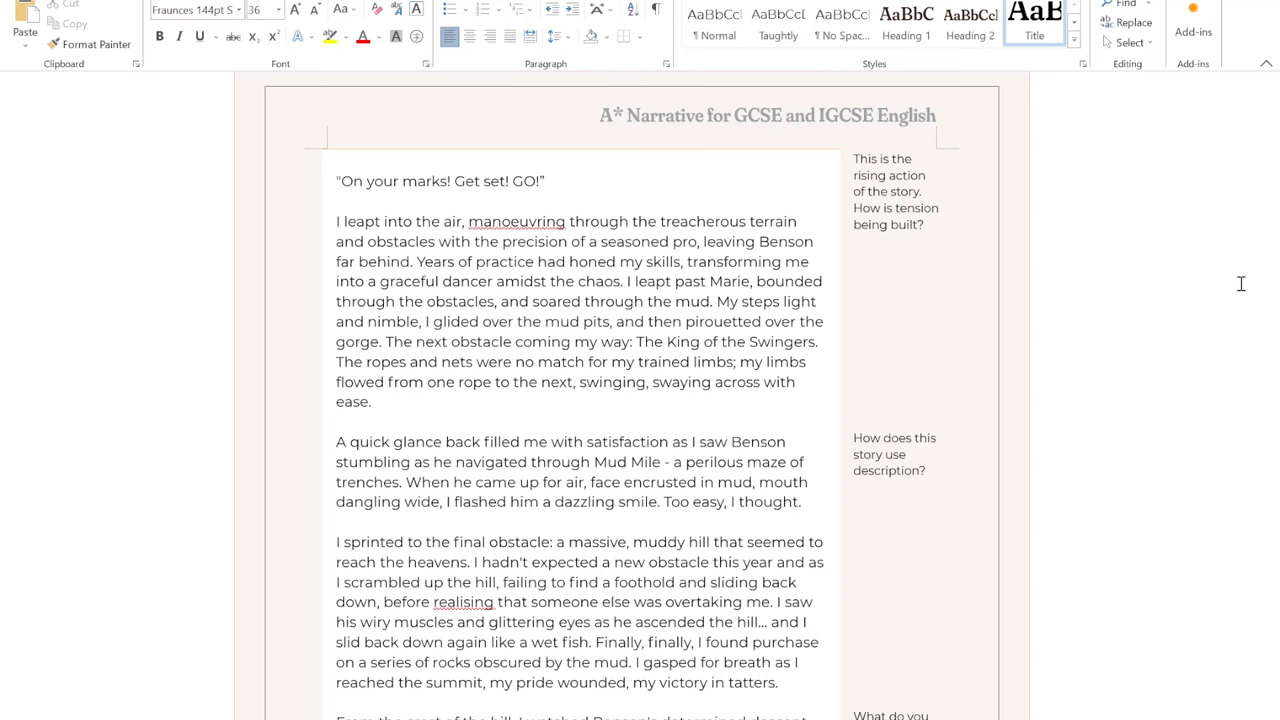 Cut
Fraunces 144pt S
36
Aa
Find
Paste
Copy
Format Painter
AaBbCcI
AaBbCcD
AaBbCcI
AaBbC
AaBbCcI
AaB
Replace
Select
Add-ins
¶ Normal
Taughtly
¶ No Spac...
Heading 1
Heading 2
Title
Clipboard
Font
Paragraph
Styles
Editing
Add-ins
A* Narrative for GCSE and IGCSE English
"On your marks! Get set! GO!"
I leapt into the air, manoeuvring through the treacherous terrain
and obstacles with the precision of a seasoned pro, leaving Benson
far behind. Years of practice had honed my skills, transforming me
into a graceful dancer amidst the chaos. I leapt past Marie, bounded
through the obstacles, and soared through the mud. My steps light
and nimble, I glided over the mud pits, and then pirouetted over the
gorge. The next obstacle coming my way: The King of the Swingers.
The ropes and nets were no match for my trained limbs; my limbs
flowed from one rope to the next, swinging, swaying across with
ease.
This is the
rising action
of the story.
How is tension
being built?
A quick glance back filled me with satisfaction as I saw Benson
stumbling as he navigated through Mud Mile - a perilous maze of
trenches. When he came up for air, face encrusted in mud, mouth
dangling wide, I flashed him a dazzling smile. Too easy, I thought.
How does this
story use
description?
I sprinted to the final obstacle: a massive, muddy hill that seemed to
reach the heavens. I hadn't expected a new obstacle this year and as
I scrambled up the hill, failing to find a foothold and sliding back
down, before realising that someone else was overtaking me. I saw
his wiry muscles and glittering eyes as he ascended the hill... and I
slid back down again like a wet fish. Finally, finally, I found purchase
on a series of rocks obscured by the mud. I gasped for breath as I
reached the summit, my pride wounded, my victory in tatters.
From the crest of the hill, I watched Benson's determined descent
What do you